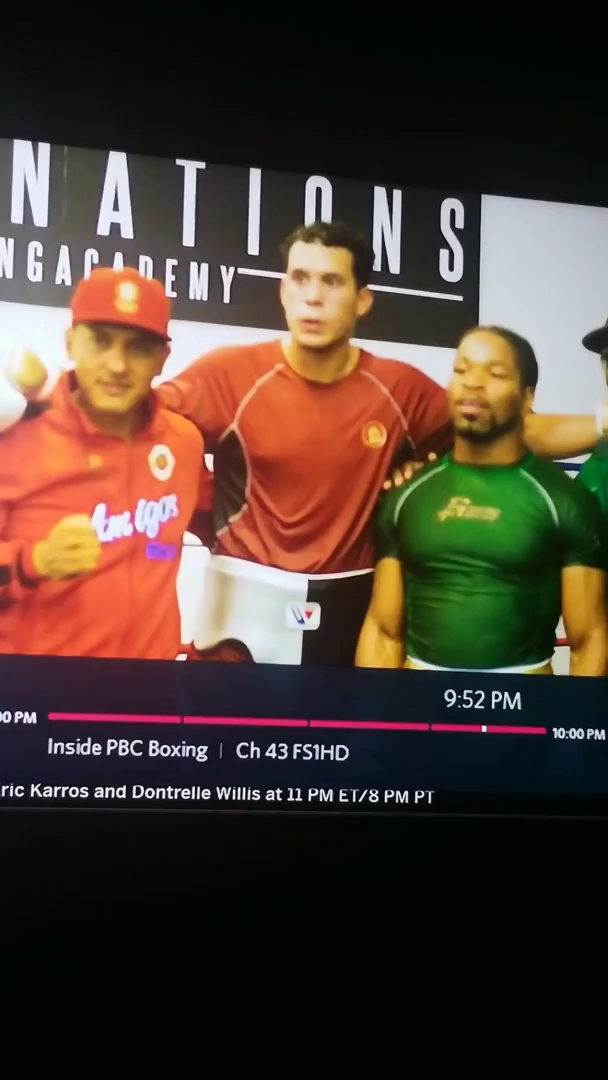 NATIONS
NGACADEMY
Amigos
9:52 PM
00 PM
10:00 PM
Inside PBC Boxing | Ch 43 FS1HD
ric Karros and Dontrelle Willis at 11 PM ET/8 PM PT